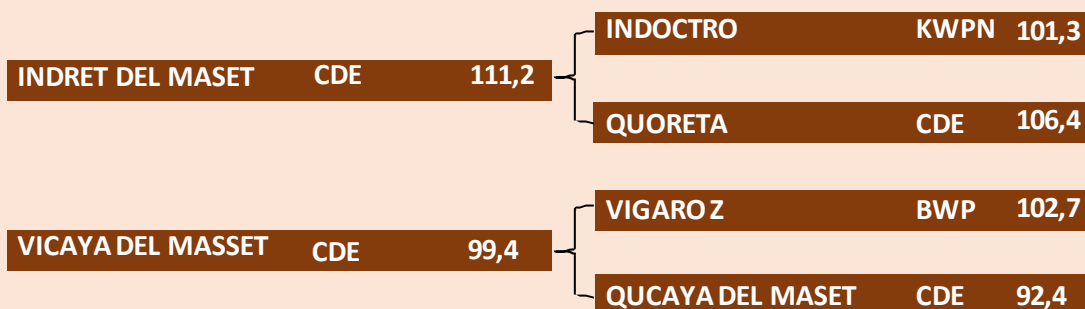 INDOCTRO KWPN 101,3
INDRET DEL MASET CDE 111,2
QUORETA CDE 106,4
VIGARO Z BWP 102,7
VICAYA DEL MASSET CDE 99,4
QUCAYA DEL MASET CDE 92,4